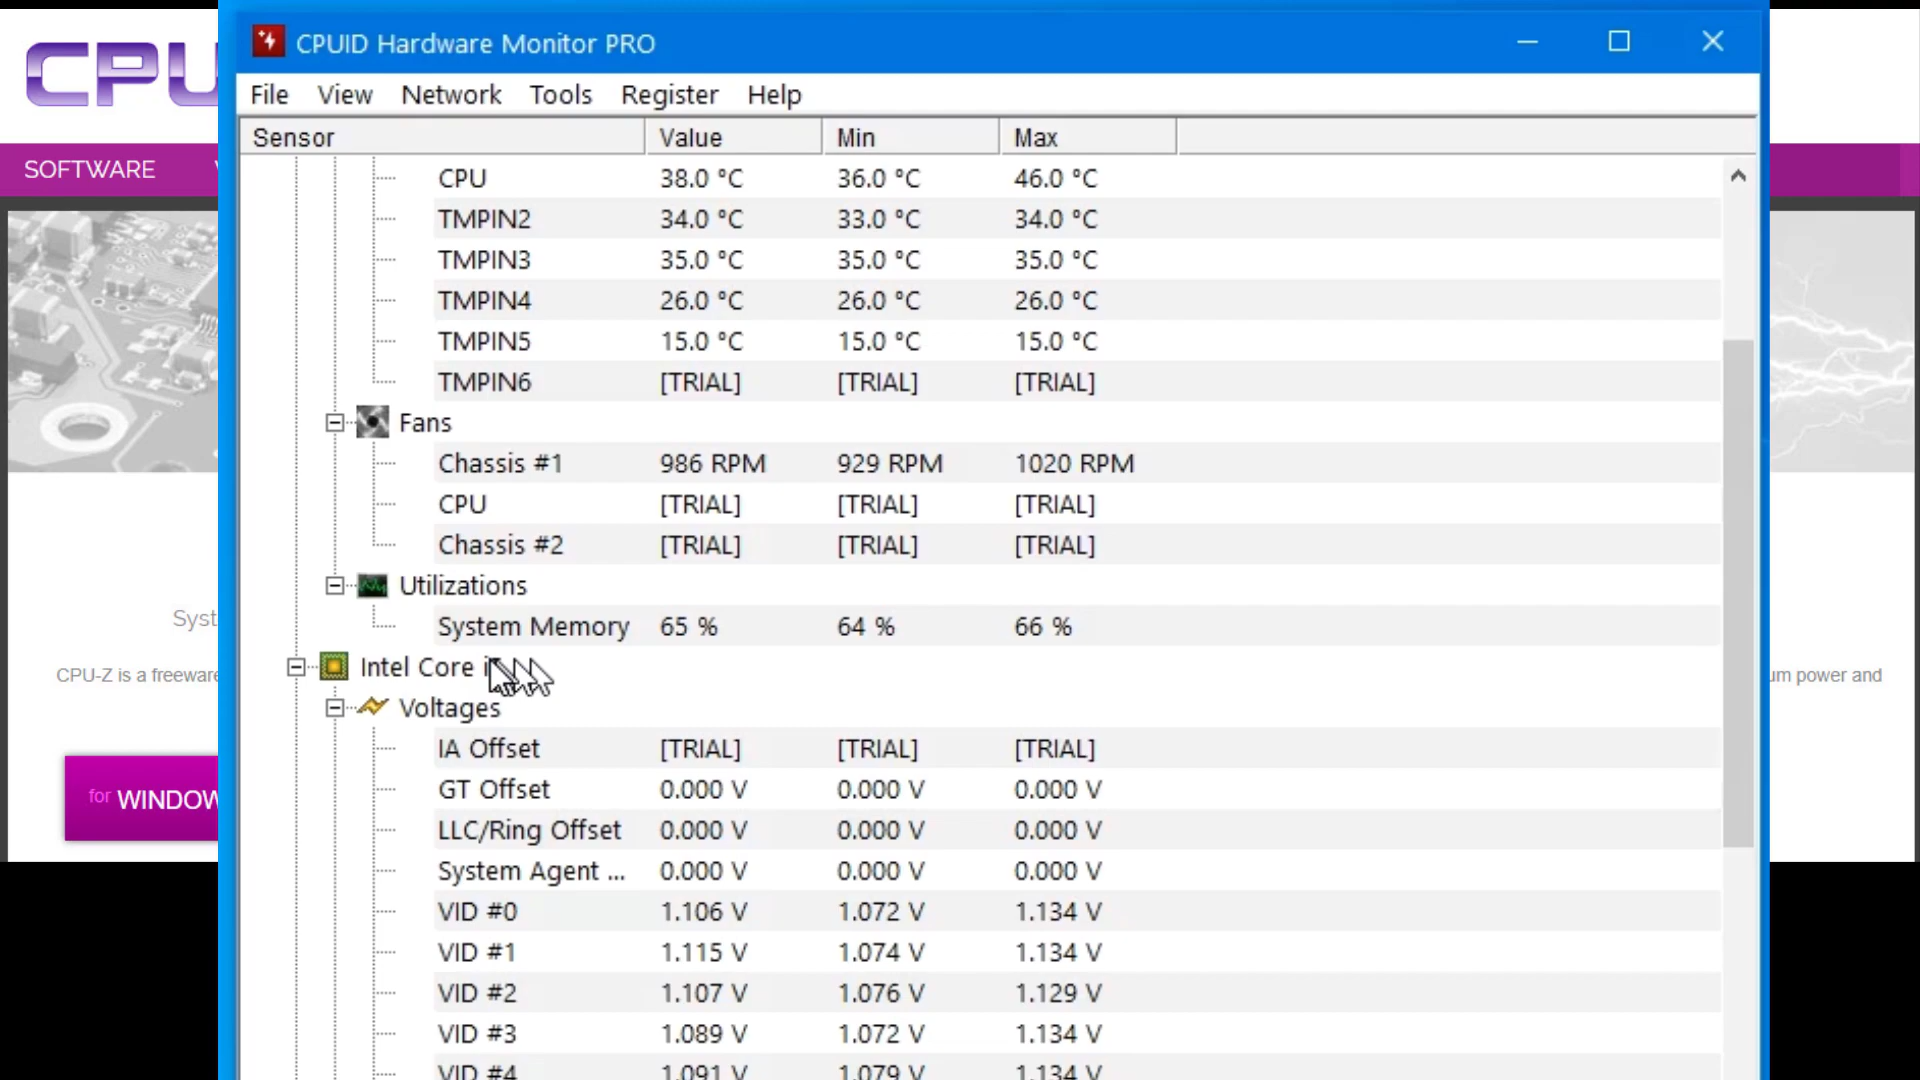 CPU
CPUID Hardware Monitor PRO
File View Network Tools Register Help
SOFTWARE
Sensor Value Min Max
CPU 38.0 °C 36.0 °C 46.0 °C
TMPIN2 34.0 °C 33.0 °C 34.0 °C
TMPIN3 35.0 °C 35.0 °C 35.0 °C
TMPIN4 26.0 °C 26.0 °C 26.0 °C
TMPIN5 15.0 °C 15.0 °C 15.0 °C
TMPIN6 [TRIAL] [TRIAL] [TRIAL]
Fans
Chassis #1 986 RPM 929 RPM 1020 RPM
CPU [TRIAL] [TRIAL] [TRIAL]
Chassis #2 [TRIAL] [TRIAL] [TRIAL]
Utilizations
System Memory 65 % 64 % 66 %
Intel Core
Voltages
IA Offset [TRIAL] [TRIAL] [TRIAL]
GT Offset 0.000 V 0.000 V 0.000 V
LLC/Ring Offset 0.000 V 0.000 V 0.000 V
System Agent ... 0.000 V 0.000 V 0.000 V
VID #0 1.106 V 1.072 V 1.134 V
VID #1 1.115 V 1.074 V 1.134 V
VID #2 1.107 V 1.076 V 1.129 V
VID #3 1.089 V 1.072 V 1.134 V
VID #4 1.091 V 1.079 V 1.134 V
Syst
CPU-Z is a freeware
um power and
for WINDOW